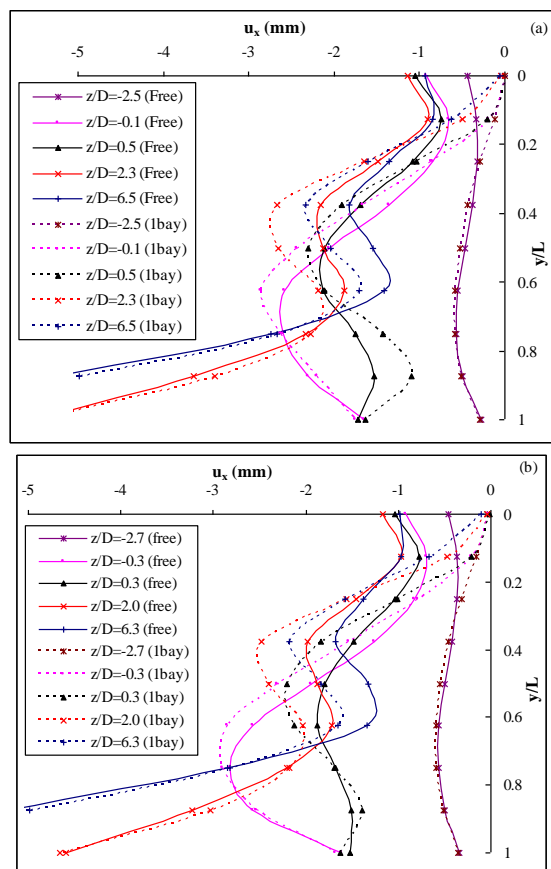 u_x (mm)
(a)
-5 -4 -3 -2 -1 0
0
0.2
0.4
0.6
0.8
1
y/L
z/D=-2.5 (Free)
z/D=-0.1 (Free)
z/D=0.5 (Free)
z/D=2.3 (Free)
z/D=6.5 (Free)
z/D=-2.5 (1bay)
z/D=-0.1 (1bay)
z/D=0.5 (1bay)
z/D=2.3 (1bay)
z/D=6.5 (1bay)
u_x (mm)
(b)
-5 -4 -3 -2 -1 0
0
0.2
0.4
0.6
0.8
1
y/L
z/D=-2.7 (free)
z/D=-0.3 (free)
z/D=0.3 (free)
z/D=2.0 (free)
z/D=6.3 (free)
z/D=-2.7 (1bay)
z/D=-0.3 (1bay)
z/D=0.3 (1bay)
z/D=2.0 (1bay)
z/D=6.3 (1bay)